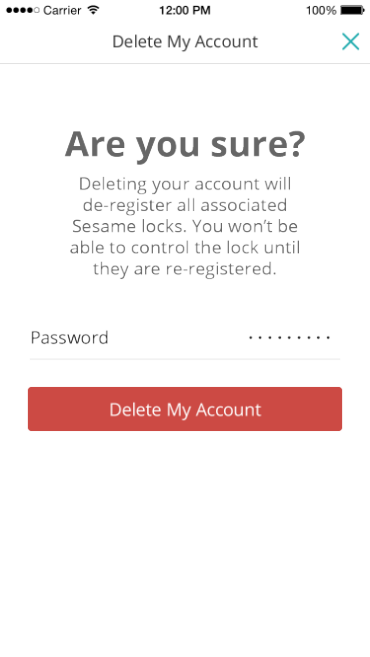 Carrier 12:00 PM 100%
Delete My Account
Are you sure?
Deleting your account will
de-register all associated
Sesame locks. You won’t be
able to control the lock until
they are re-registered.
Password ·········
Delete My Account